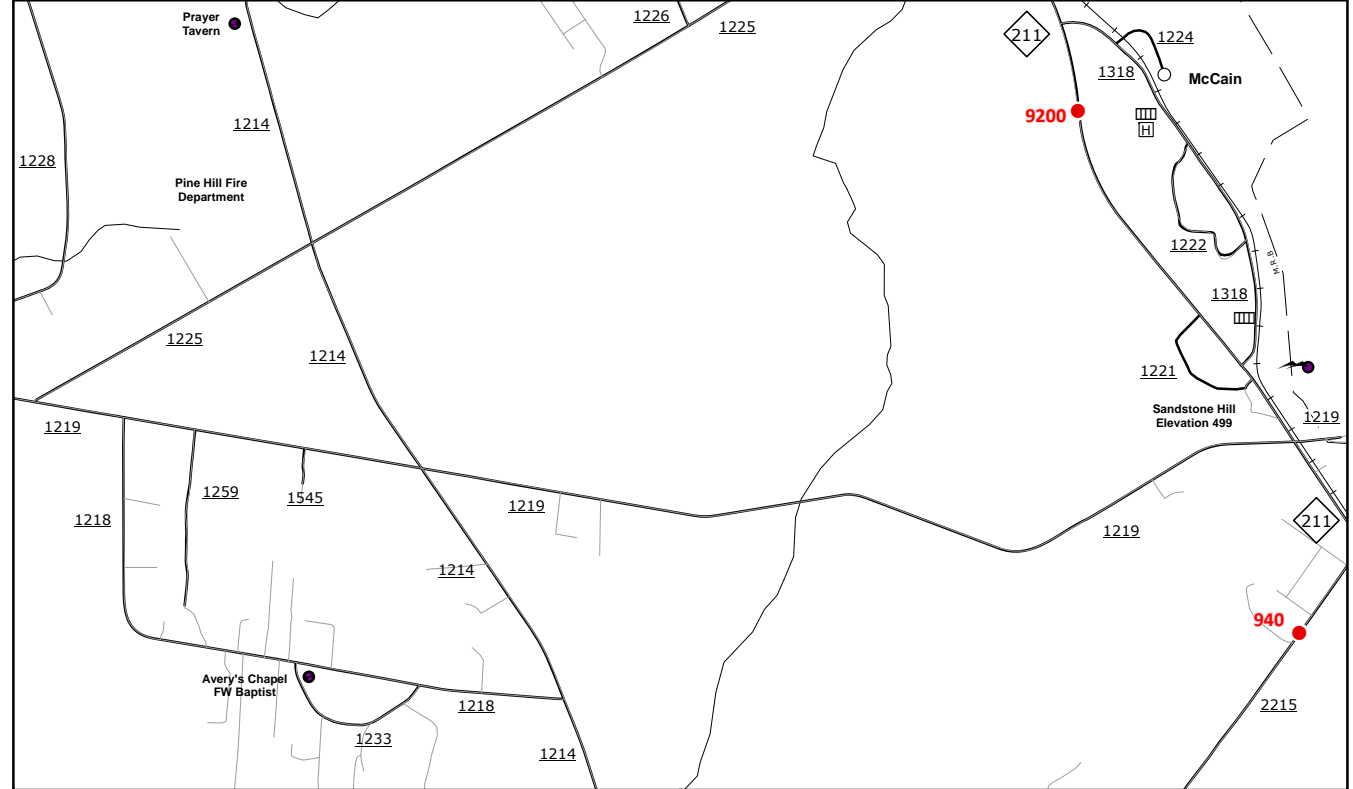 Prayer
Tavern
1226
1225
211
1224
1318
McCain
9200
H
1214
1228
Pine Hill Fire
Department
1222
M.R.B
1318
1225
1214
1221
Sandstone Hill
Elevation 499
1219
1219
1259
1545
1218
1219
1219
211
1214
940
Avery's Chapel
FW Baptist
1218
2215
1233
1214